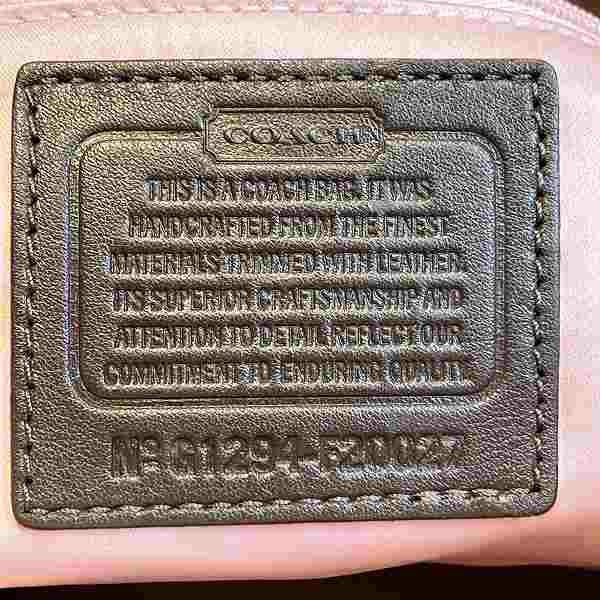 COACH
THIS IS A COACH BAG. IT WAS
HANDCRAFTED FROM THE FINEST
MATERIALS TRIMMED WITH LEATHER.
ITS SUPERIOR CRAFTSMANSHIP AND
ATTENTION TO DETAIL REFLECT OUR
COMMITMENT TO ENDURING QUALITY.
Nº G1294-F20027